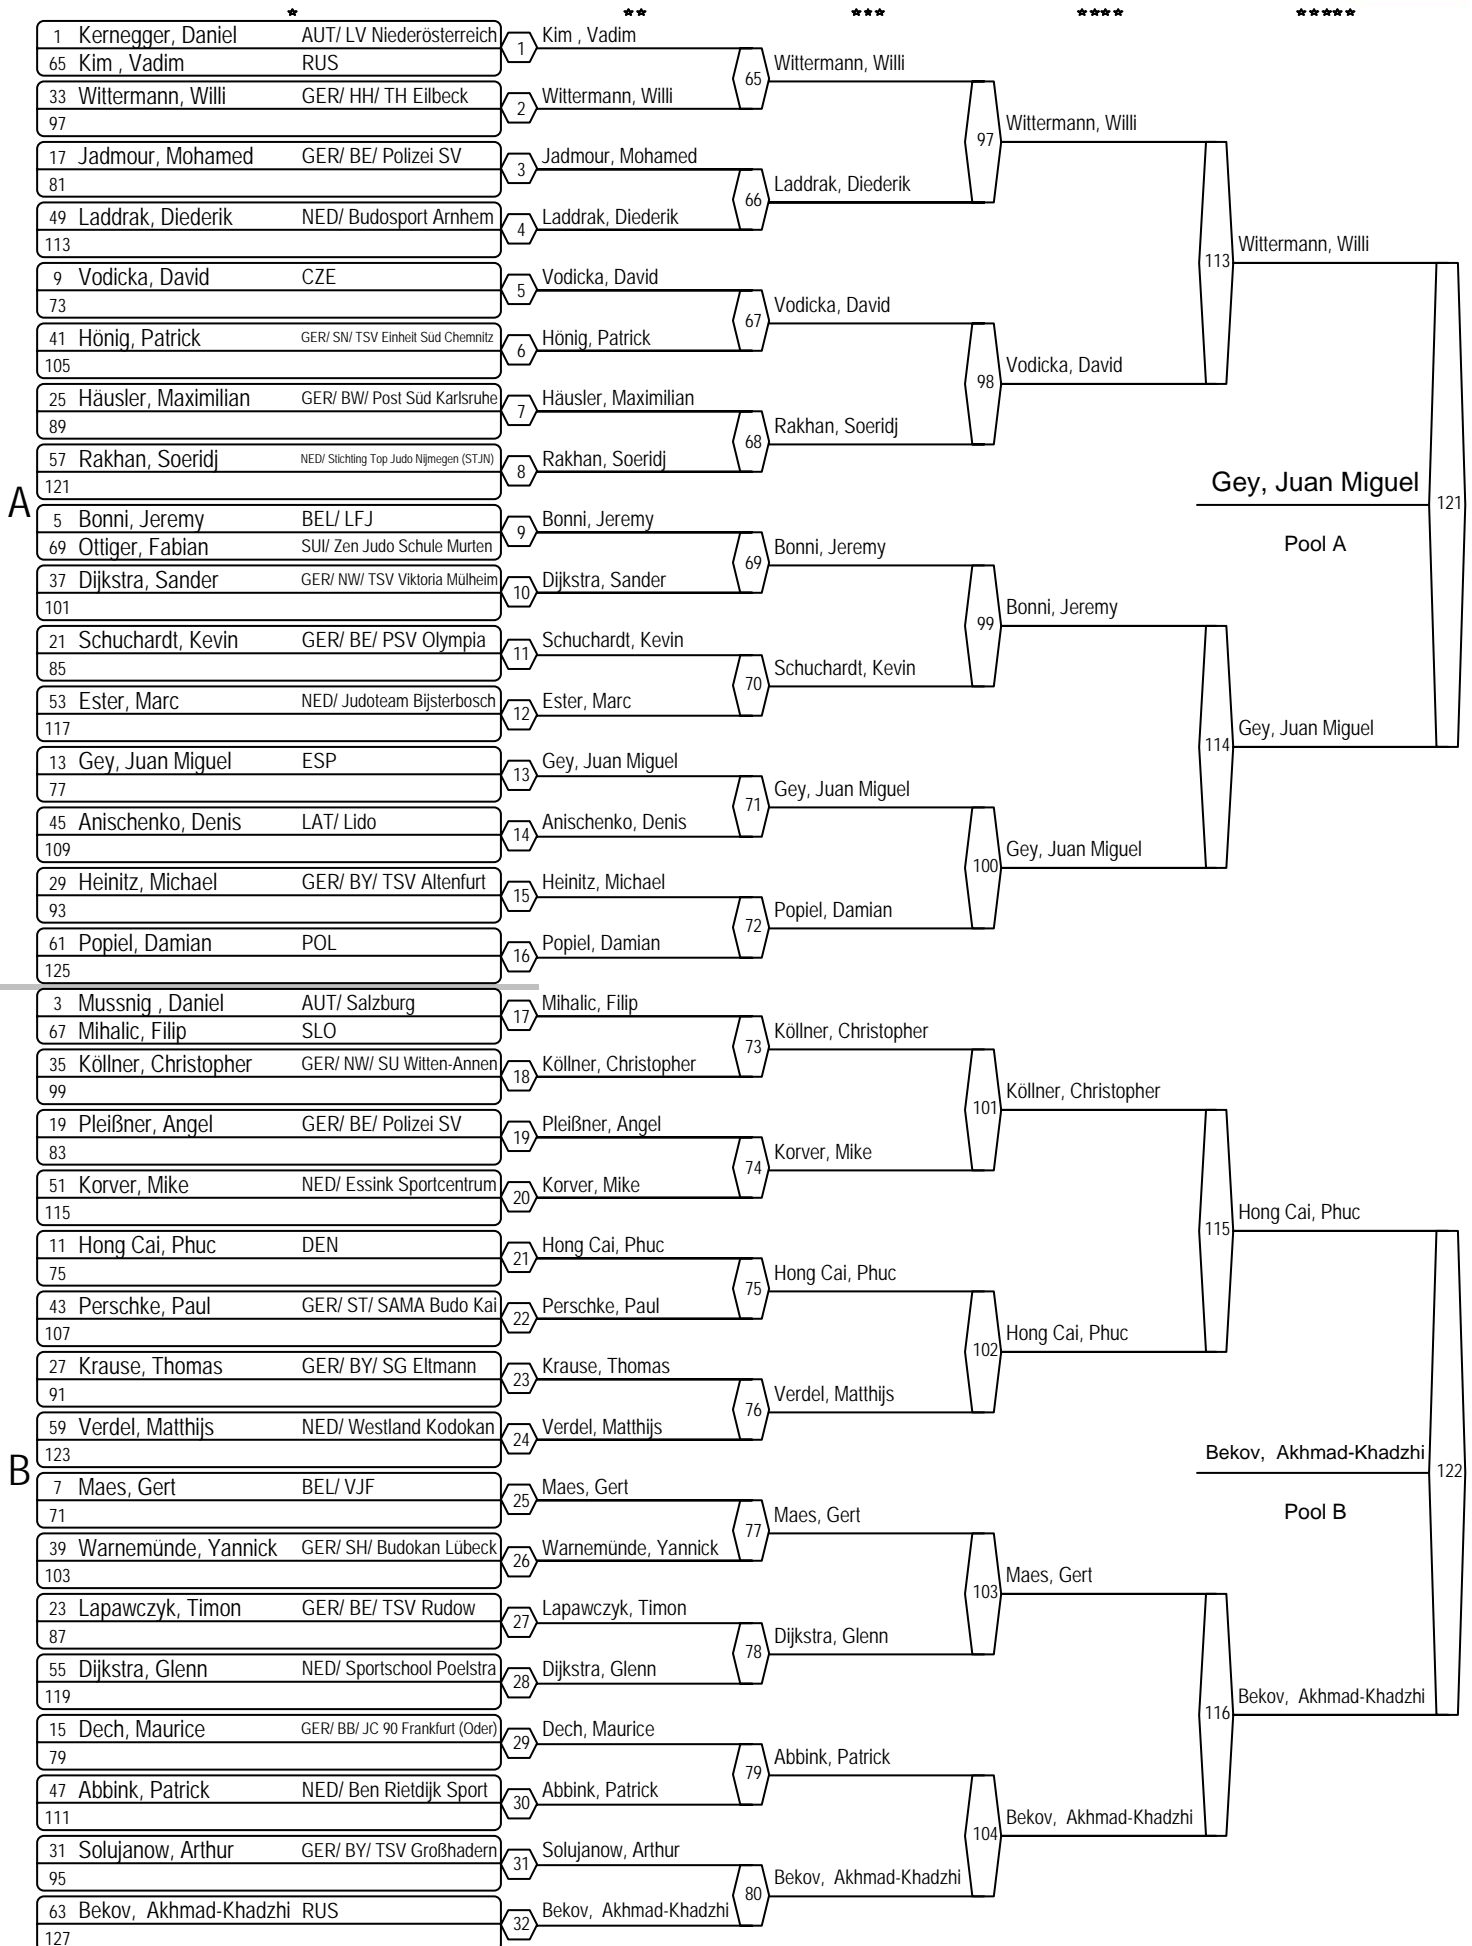 * ** *** **** *****
1 Kernegger, Daniel AUT/ LV Niederösterreich
65 Kim , Vadim RUS
1 Kim , Vadim
33 Wittermann, Willi GER/ HH/ TH Eilbeck
97
2 Wittermann, Willi
65 Wittermann, Willi
17 Jadmour, Mohamed GER/ BE/ Polizei SV
81
3 Jadmour, Mohamed
49 Laddrak, Diederik NED/ Budosport Arnhem
113
4 Laddrak, Diederik
66 Laddrak, Diederik
97 Wittermann, Willi
9 Vodicka, David CZE
73
5 Vodicka, David
41 Hönig, Patrick GER/ SN/ TSV Einheit Süd Chemnitz
105
6 Hönig, Patrick
67 Vodicka, David
25 Häusler, Maximilian GER/ BW/ Post Süd Karlsruhe
89
7 Häusler, Maximilian
57 Rakhan, Soeridj NED/ Stichting Top Judo Nijmegen (STJN)
121
8 Rakhan, Soeridj
68 Rakhan, Soeridj
98 Vodicka, David
113 Wittermann, Willi
A
5 Bonni, Jeremy BEL/ LFJ
69 Ottiger, Fabian SUI/ Zen Judo Schule Murten
9 Bonni, Jeremy
37 Dijkstra, Sander GER/ NW/ TSV Viktoria Mülheim
101
10 Dijkstra, Sander
69 Bonni, Jeremy
21 Schuchardt, Kevin GER/ BE/ PSV Olympia
85
11 Schuchardt, Kevin
53 Ester, Marc NED/ Judoteam Bijsterbosch
117
12 Ester, Marc
70 Schuchardt, Kevin
99 Bonni, Jeremy
13 Gey, Juan Miguel ESP
77
13 Gey, Juan Miguel
45 Anischenko, Denis LAT/ Lido
109
14 Anischenko, Denis
71 Gey, Juan Miguel
29 Heinitz, Michael GER/ BY/ TSV Altenfurt
93
15 Heinitz, Michael
61 Popiel, Damian POL
125
16 Popiel, Damian
72 Popiel, Damian
100 Gey, Juan Miguel
114 Gey, Juan Miguel
Gey, Juan Miguel 121
Pool A
3 Mussnig , Daniel AUT/ Salzburg
67 Mihalic, Filip SLO
17 Mihalic, Filip
35 Köllner, Christopher GER/ NW/ SU Witten-Annen
99
18 Köllner, Christopher
73 Köllner, Christopher
19 Pleißner, Angel GER/ BE/ Polizei SV
83
19 Pleißner, Angel
51 Korver, Mike NED/ Essink Sportcentrum
115
20 Korver, Mike
74 Korver, Mike
101 Köllner, Christopher
11 Hong Cai, Phuc DEN
75
21 Hong Cai, Phuc
43 Perschke, Paul GER/ ST/ SAMA Budo Kai
107
22 Perschke, Paul
75 Hong Cai, Phuc
27 Krause, Thomas GER/ BY/ SG Eltmann
91
23 Krause, Thomas
59 Verdel, Matthijs NED/ Westland Kodokan
123
24 Verdel, Matthijs
76 Verdel, Matthijs
102 Hong Cai, Phuc
115 Hong Cai, Phuc
B
7 Maes, Gert BEL/ VJF
71
25 Maes, Gert
39 Warnemünde, Yannick GER/ SH/ Budokan Lübeck
103
26 Warnemünde, Yannick
77 Maes, Gert
23 Lapawczyk, Timon GER/ BE/ TSV Rudow
87
27 Lapawczyk, Timon
55 Dijkstra, Glenn NED/ Sportschool Poelstra
119
28 Dijkstra, Glenn
78 Dijkstra, Glenn
103 Maes, Gert
15 Dech, Maurice GER/ BB/ JC 90 Frankfurt (Oder)
79
29 Dech, Maurice
47 Abbink, Patrick NED/ Ben Rietdijk Sport
111
30 Abbink, Patrick
79 Abbink, Patrick
31 Solujanow, Arthur GER/ BY/ TSV Großhadern
95
31 Solujanow, Arthur
63 Bekov, Akhmad-Khadzhi RUS
127
32 Bekov, Akhmad-Khadzhi
80 Bekov, Akhmad-Khadzhi
104 Bekov, Akhmad-Khadzhi
116 Bekov, Akhmad-Khadzhi
Bekov, Akhmad-Khadzhi 122
Pool B